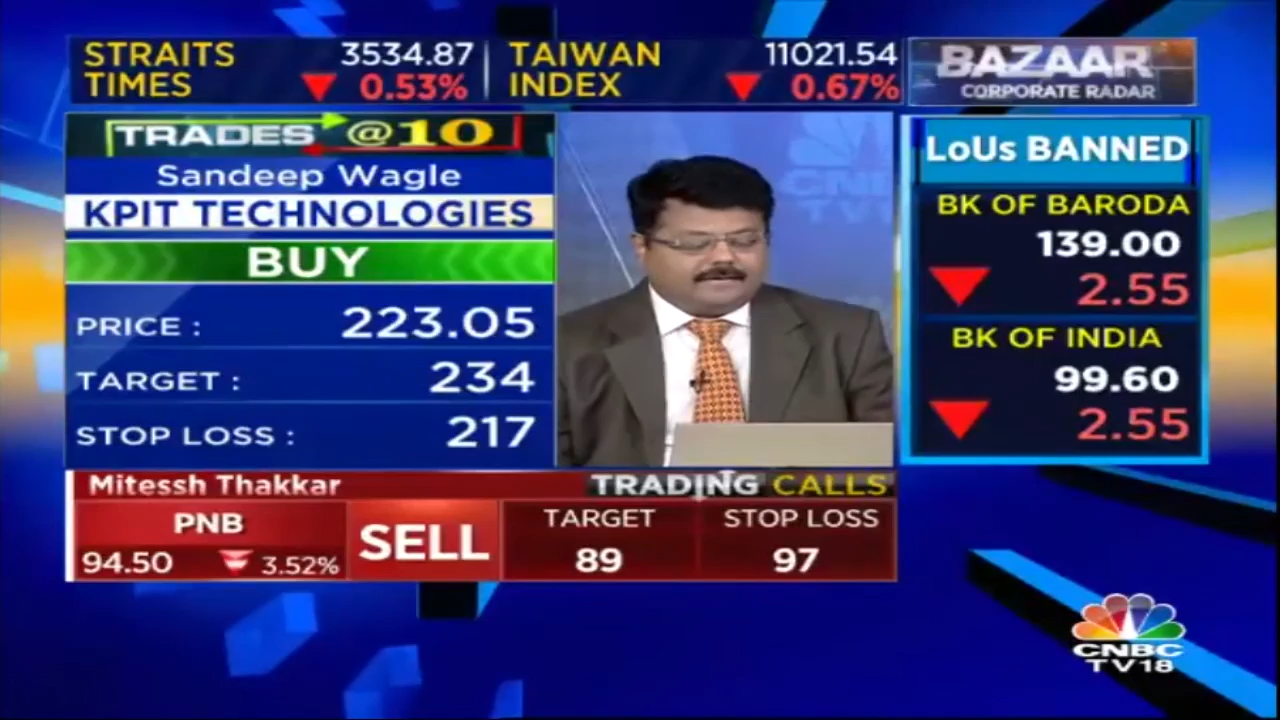 STRAITS TIMES
3534.87
▼ 0.53%
TAIWAN INDEX
11021.54
▼ 0.67%
BAZAAR
CORPORATE RADAR
TRADES @10
Sandeep Wagle
KPIT TECHNOLOGIES
BUY
PRICE : 223.05
TARGET : 234
STOP LOSS : 217
LoUs BANNED
BK OF BARODA
139.00
▼ 2.55
BK OF INDIA
99.60
▼ 2.55
Mitessh Thakkar
TRADING CALLS
PNB
94.50 3.52%
SELL
TARGET
89
STOP LOSS
97
CNBC
TV18